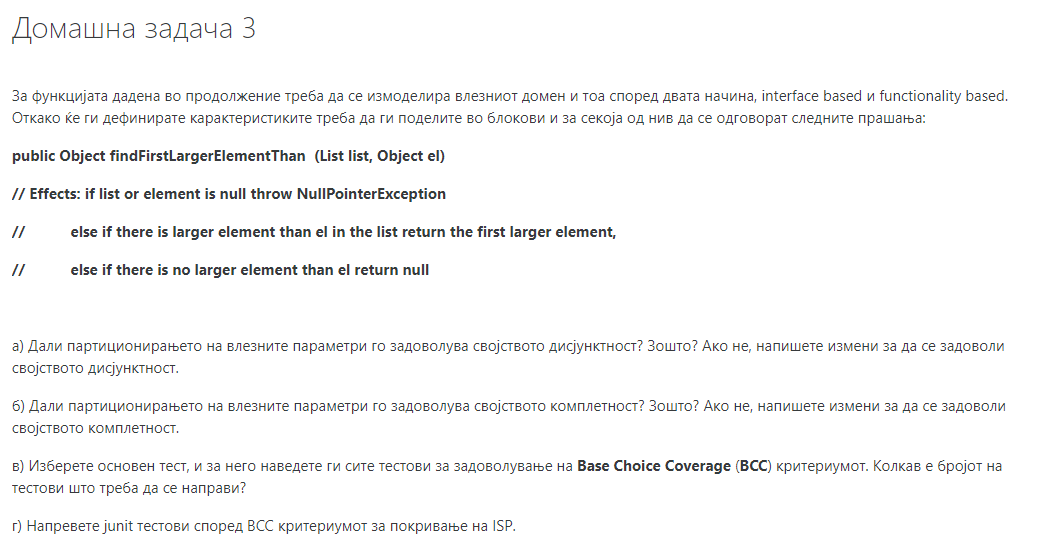 Домашна задача 3
За функцијата дадена во продолжение треба да се измоделира влезниот домен и тоа според двата начина, interface based и functionality based.
Откако ќе ги дефинирате карактеристиките треба да ги поделите во блокови и за секоја од нив да се одговорат следните прашања:
public Object findFirstLargerElementThan (List list, Object el)
// Effects: if list or element is null throw NullPointerException
// else if there is larger element than el in the list return the first larger element,
// else if there is no larger element than el return null
а) Дали партиционирањето на влезните параметри го задоволува својството дисјунктност? Зошто? Ако не, напишете измени за да се задоволи
својството дисјунктност.
б) Дали партиционирањето на влезните параметри го задоволува својството комплетност? Зошто? Ако не, напишете измени за да се задоволи
својството комплетност.
в) Изберете основен тест, и за него наведете ги сите тестови за задоволување на Base Choice Coverage (BCC) критериумот. Колкав е бројот на
тестови што треба да се направи?
г) Напревете junit тестови според BCC критериумот за покривање на ISP.